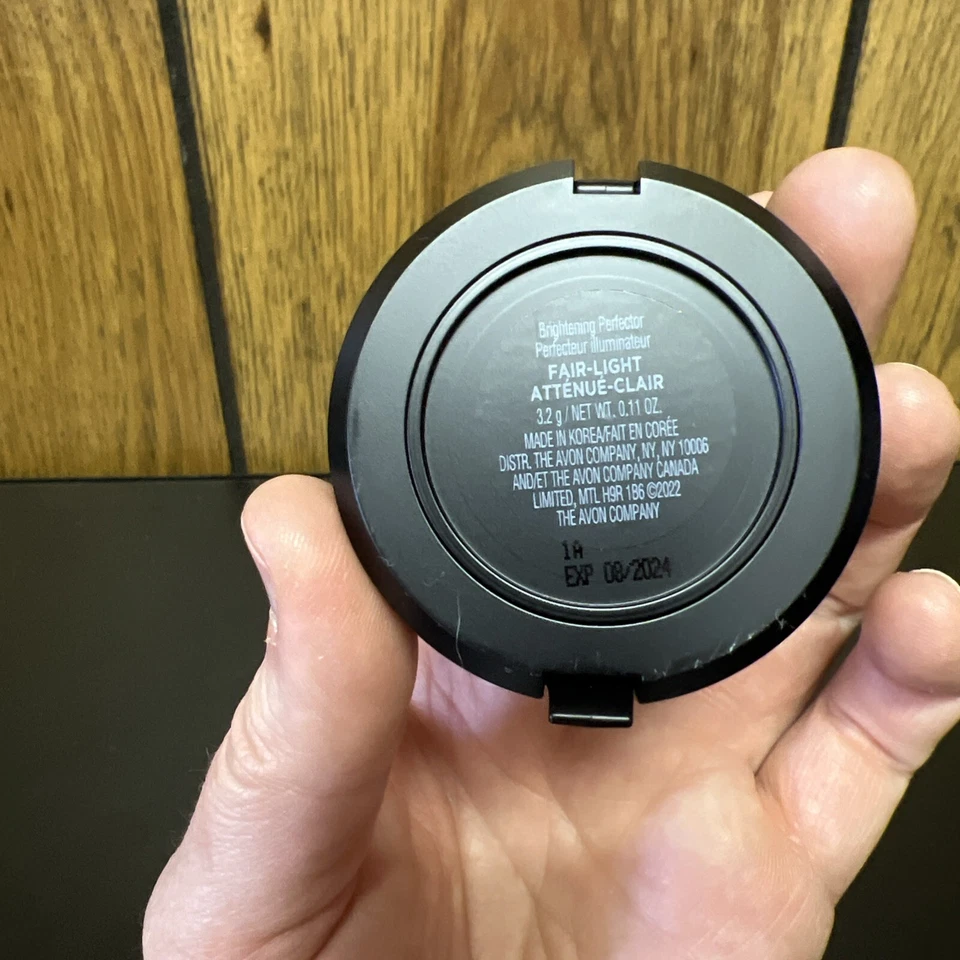 Brightening Perfector
Perfecteur illuminateur
FAIR-LIGHT
ATTÉNUÉ-CLAIR
3.2 g / NET WT. 0.11 OZ.
MADE IN KOREA/FAIT EN CORÉE
DISTR. THE AVON COMPANY, NY, NY 10006
AND/ET THE AVON COMPANY CANADA
LIMITED, MTL H9R 1B6 ©2022
THE AVON COMPANY
1A
EXP 08/2024